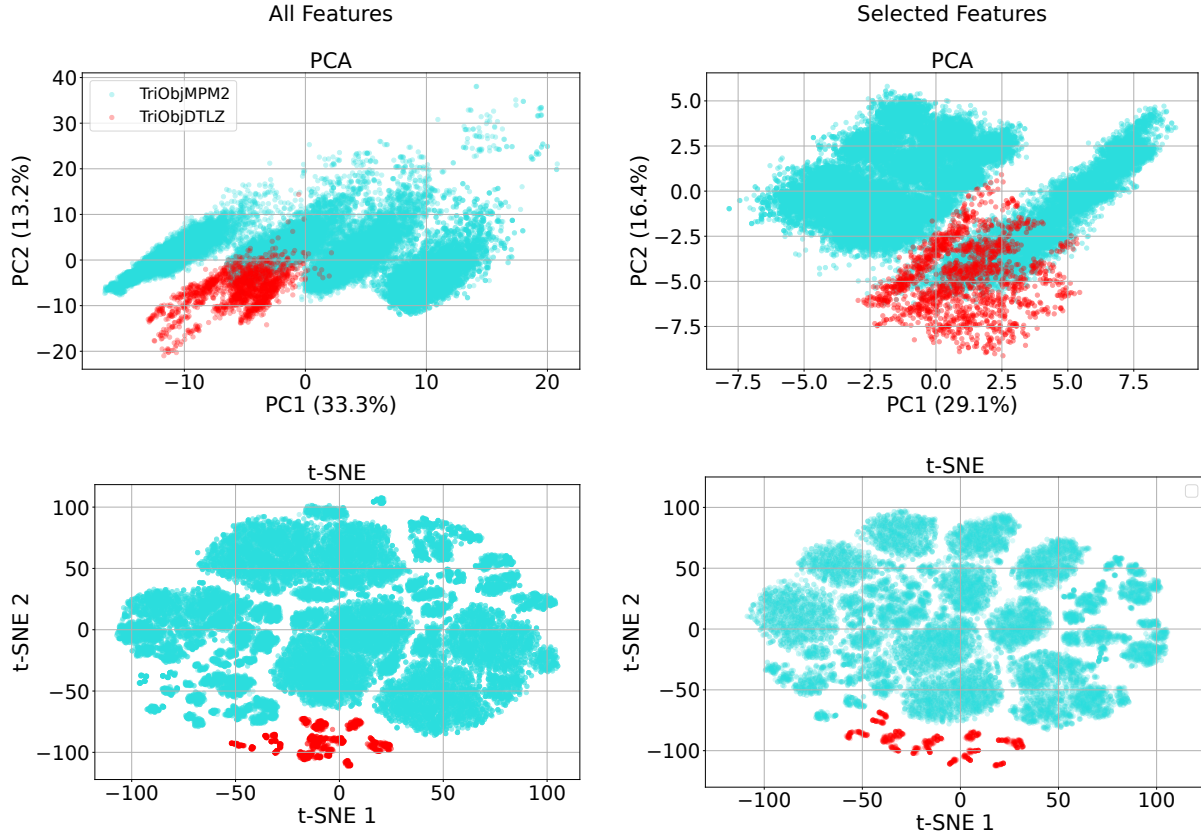 All Features
Selected Features
PCA
TriObjMPM2
TriObjDTLZ
40
30
20
10
0
−10
−20
PC2 (13.2%)
−10
0
10
20
PC1 (33.3%)
PCA
5.0
2.5
0.0
−2.5
−5.0
−7.5
PC2 (16.4%)
−7.5
−5.0
−2.5
0.0
2.5
5.0
7.5
PC1 (29.1%)
t-SNE
100
50
0
−50
−100
t-SNE 2
−100
−50
0
50
100
t-SNE 1
t-SNE
100
50
0
−50
−100
t-SNE 2
−100
−50
0
50
100
t-SNE 1